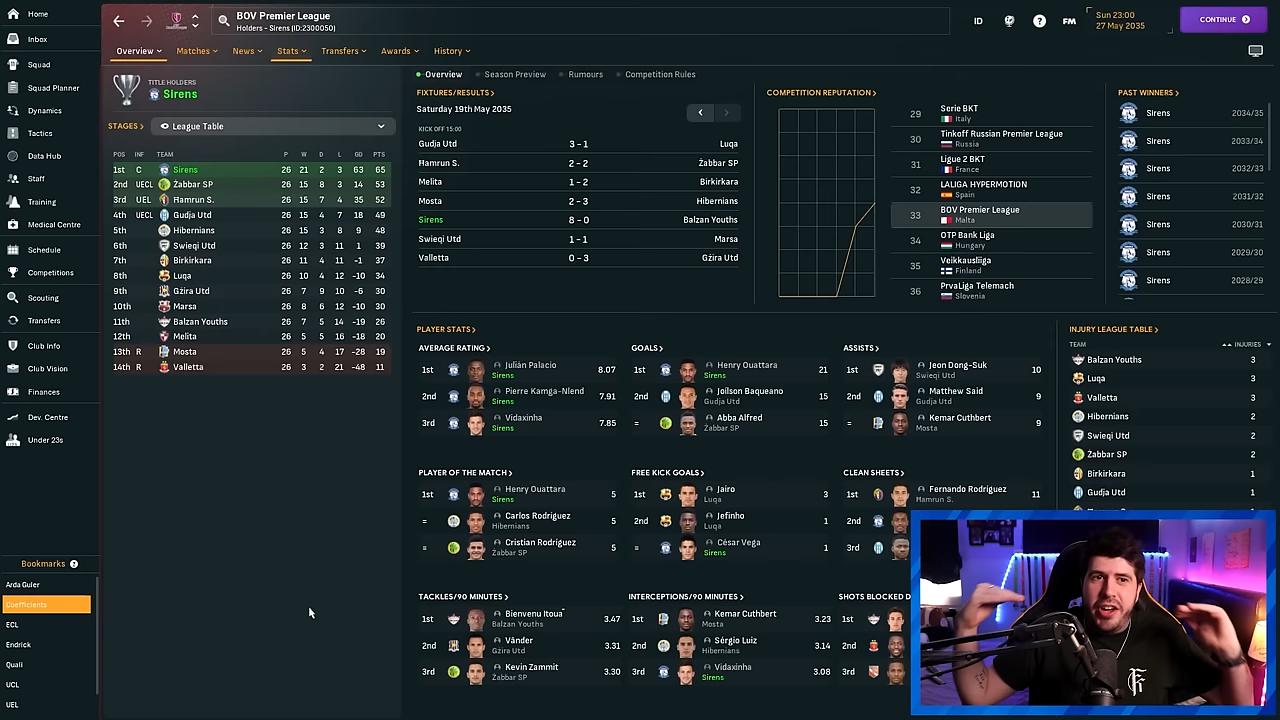 Home
Inbox
Squad
Squad Planner
Dynamics
Tactics
Data Hub
Staff
Training
Medical Centre
Schedule
Competitions
Scouting
Transfers
Club Info
Club Vision
Finances
Dev. Centre
Under 23s
Bookmarks
Arda Guler
Coefficients
ECL
Endrick
Quali
UCL
UEL
BOV Premier League
Holders - Sirens (ID:2300050)
ID
FM
Sun 23:00
27 May 2035
CONTINUE
Overview Matches News Stats Transfers Awards History
TITLE HOLDERS
Sirens
STAGES League Table
POS INF TEAM P W D L GD PTS
1st C Sirens 26 21 2 3 63 65
2nd UECL Żabbar SP 26 15 8 3 14 53
3rd UEL Ħamrun S. 26 15 7 4 35 52
4th UECL Gudja Utd 26 15 4 7 18 49
5th Hibernians 26 15 3 8 9 48
6th Swieqi Utd 26 12 3 11 1 39
7th Birkirkara 26 11 4 11 -1 37
8th Luqa 26 10 4 12 -10 34
9th Gżira Utd 26 7 9 10 -6 30
10th Marsa 26 8 6 12 -10 30
11th Balzan Youths 26 7 5 14 -19 26
12th Melita 26 5 5 16 -18 20
13th R Mosta 26 5 4 17 -28 19
14th R Valletta 26 3 2 21 -48 11
Overview Season Preview Rumours Competition Rules
FIXTURES/RESULTS
Saturday 19th May 2035
KICK OFF 15:00
Gudja Utd 3 - 1 Luqa
Ħamrun S. 2 - 2 Żabbar SP
Melita 1 - 2 Birkirkara
Mosta 2 - 3 Hibernians
Sirens 8 - 0 Balzan Youths
Swieqi Utd 1 - 1 Marsa
Valletta 0 - 3 Gżira Utd
COMPETITION REPUTATION
29 Serie BKT
Italy
30 Tinkoff Russian Premier League
Russia
31 Ligue 2 BKT
France
32 LALIGA HYPERMOTION
Spain
33 BOV Premier League
Malta
34 OTP Bank Liga
Hungary
35 Veikkausliiga
Finland
36 PrvaLiga Telemach
Slovenia
PAST WINNERS
Sirens 2034/35
Sirens 2033/34
Sirens 2032/33
Sirens 2031/32
Sirens 2030/31
Sirens 2029/30
Sirens 2028/29
PLAYER STATS
AVERAGE RATING
1st Julián Palacio 8.07
Sirens
2nd Pierre Kamga-Nlend 7.91
Sirens
3rd Vidaxinha 7.85
Sirens
GOALS
1st Henry Ouattara 21
Sirens
2nd Joilson Baqueano 15
Gudja Utd
= Abba Alfred 15
Żabbar SP
ASSISTS
1st Jeon Dong-Suk 10
Swieqi Utd
2nd Matthew Said 9
Gudja Utd
= Kemar Cuthbert 9
Mosta
PLAYER OF THE MATCH
1st Henry Ouattara 5
Sirens
= Carlos Rodríguez 5
Hibernians
= Cristian Rodríguez 5
Żabbar SP
FREE KICK GOALS
1st Jairo 3
Luqa
2nd Jefinho 1
Luqa
= César Vega 1
Sirens
CLEAN SHEETS
1st Fernando Rodríguez 11
Ħamrun S.
2nd
3rd
TACKLES/90 MINUTES
1st Bienvenu Itoua 3.47
Balzan Youths
2nd Vânder 3.31
Gżira Utd
3rd Kevin Zammit 3.30
Żabbar SP
INTERCEPTIONS/90 MINUTES
1st Kemar Cuthbert 3.23
Mosta
2nd Sérgio Luiz 3.14
Hibernians
3rd Vidaxinha 3.08
Sirens
SHOTS BLOCKED
1st
2nd
3rd
INJURY LEAGUE TABLE
TEAM INJURIES
Balzan Youths 3
Luqa 3
Valletta 3
Hibernians 2
Swieqi Utd 2
Żabbar SP 2
Birkirkara 1
Gudja Utd 1